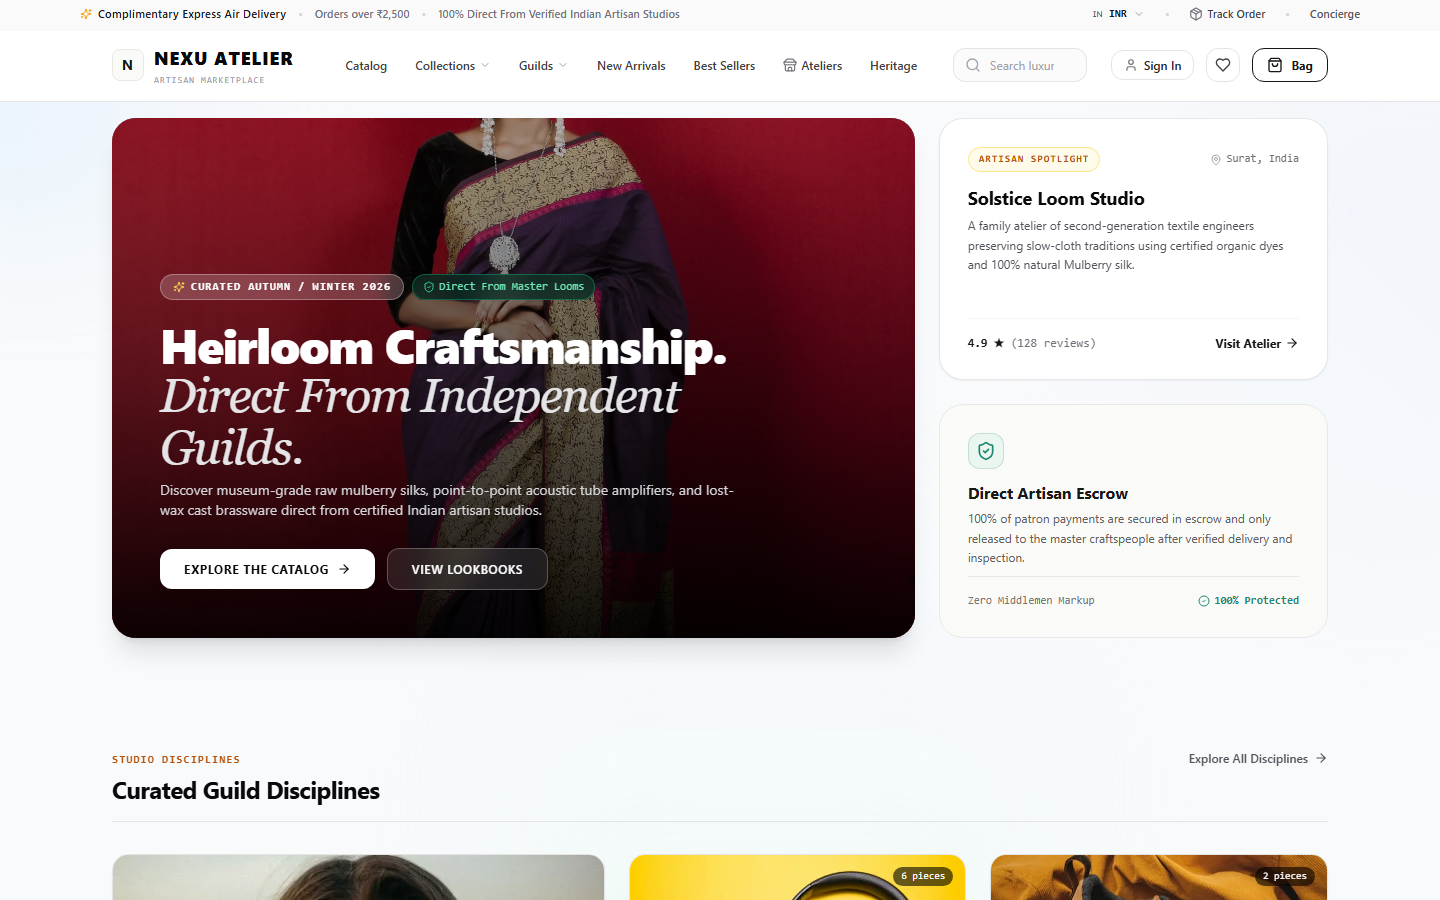 Complimentary Express Air Delivery • Orders over ₹2,500 • 100% Direct From Verified Indian Artisan Studios
IN INR • Track Order • Concierge
N
NEXU ATELIER
ARTISAN MARKETPLACE
Catalog
Collections
Guilds
New Arrivals
Best Sellers
Ateliers
Heritage
Search luxur
Sign In
Bag
CURATED AUTUMN / WINTER 2026
Direct From Master Looms
Heirloom Craftsmanship.
Direct From Independent
Guilds.
Discover museum-grade raw mulberry silks, point-to-point acoustic tube amplifiers, and lost-
wax cast brassware direct from certified Indian artisan studios.
EXPLORE THE CATALOG →
VIEW LOOKBOOKS
ARTISAN SPOTLIGHT
Surat, India
Solstice Loom Studio
A family atelier of second-generation textile engineers
preserving slow-cloth traditions using certified organic dyes
and 100% natural Mulberry silk.
4.9 ★ (128 reviews)
Visit Atelier →
Direct Artisan Escrow
100% of patron payments are secured in escrow and only
released to the master craftspeople after verified delivery and
inspection.
Zero Middlemen Markup
100% Protected
STUDIO DISCIPLINES
Curated Guild Disciplines
Explore All Disciplines →
6 pieces
2 pieces